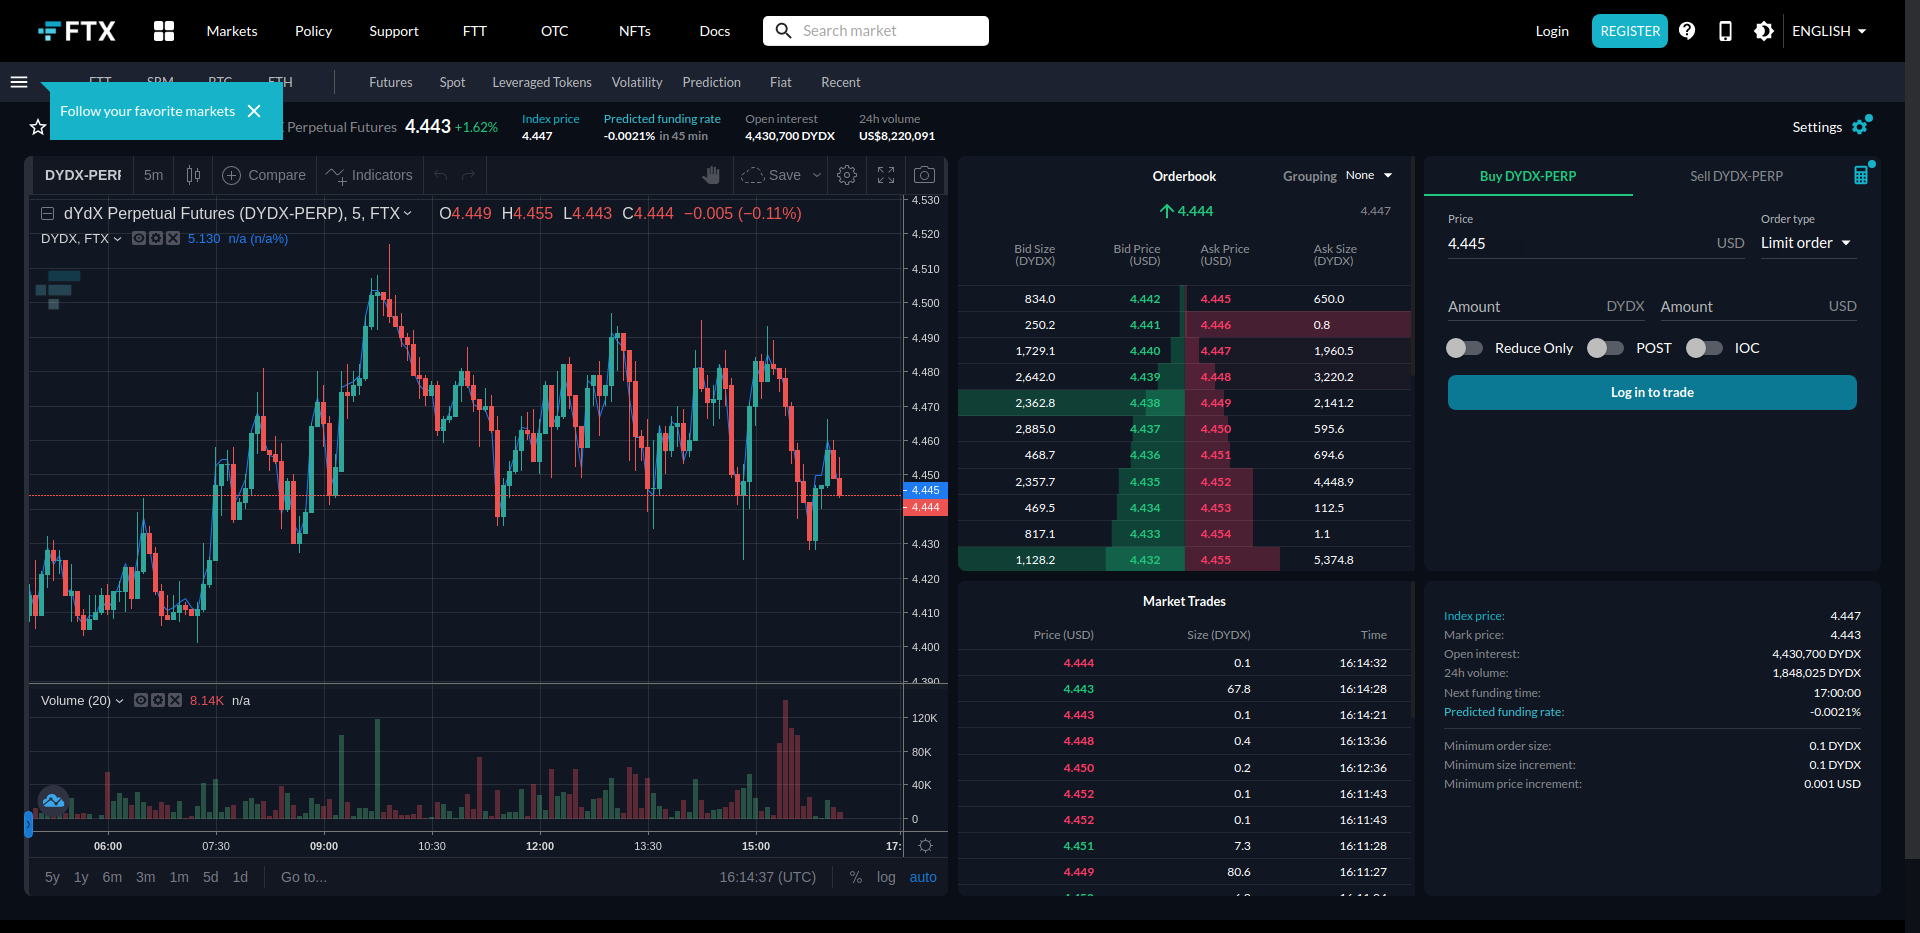 FTX
Markets
Policy
Support
FTT
OTC
NFTs
Docs
Search market
Login
REGISTER
ENGLISH
Futures
Spot
Leveraged Tokens
Volatility
Prediction
Fiat
Recent
Follow your favorite markets
Perpetual Futures 4.443 +1.62%
Index price
4.447
Predicted funding rate
-0.0021% in 45 min
Open interest
4,430,700 DYDX
24h volume
US$8,220,091
Settings
DYDX-PERP
5m
Compare
Indicators
Save
dYdX Perpetual Futures (DYDX-PERP), 5, FTX
O4.449 H4.455 L4.443 C4.444 −0.005 (−0.11%)
DYDX, FTX
5.130 n/a (n/a%)
4.530
4.520
4.510
4.500
4.490
4.480
4.470
4.460
4.450
4.445
4.444
4.430
4.420
4.410
4.400
4.390
Volume (20)
8.14K n/a
120K
80K
40K
0
06:00 07:30 09:00 10:30 12:00 13:30 15:00 17:
5y 1y 6m 3m 1m 5d 1d Go to...
16:14:37 (UTC) % log auto
Orderbook
Grouping None
4.444
4.447
Bid Size (DYDX) Bid Price (USD) Ask Price (USD) Ask Size (DYDX)
834.0 4.442 4.445 650.0
250.2 4.441 4.446 0.8
1,729.1 4.440 4.447 1,960.5
2,642.0 4.439 4.448 3,220.2
2,362.8 4.438 4.449 2,141.2
2,885.0 4.437 4.450 595.6
468.7 4.436 4.451 694.6
2,357.7 4.435 4.452 4,448.9
469.5 4.434 4.453 112.5
817.1 4.433 4.454 1.1
1,128.2 4.432 4.455 5,374.8
Market Trades
Price (USD) Size (DYDX) Time
4.444 0.1 16:14:32
4.443 67.8 16:14:28
4.443 0.1 16:14:21
4.448 0.4 16:13:36
4.450 0.2 16:12:36
4.452 0.1 16:11:43
4.452 0.1 16:11:43
4.451 7.3 16:11:28
4.449 80.6 16:11:27
Buy DYDX-PERP
Sell DYDX-PERP
Price
4.445 USD
Order type
Limit order
Amount DYDX
Amount USD
Reduce Only
POST
IOC
Log in to trade
Index price: 4.447
Mark price: 4.443
Open interest: 4,430,700 DYDX
24h volume: 1,848,025 DYDX
Next funding time: 17:00:00
Predicted funding rate: -0.0021%
Minimum order size: 0.1 DYDX
Minimum size increment: 0.1 DYDX
Minimum price increment: 0.001 USD